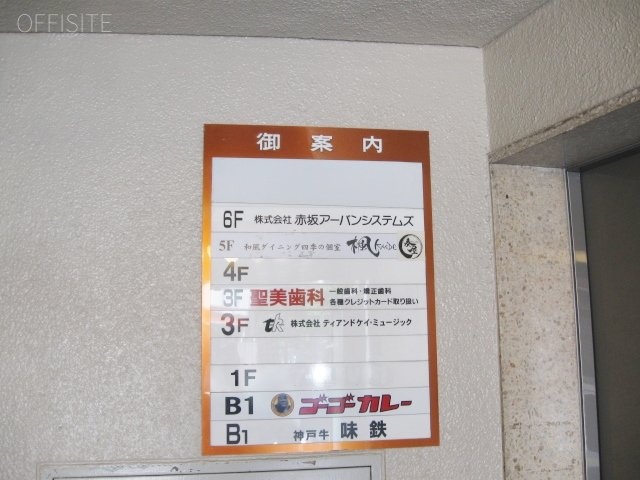 OFFISITE
御案内
6F 株式会社 赤坂アーバンシステムズ
5F 和風ダイニング四季の個室
4F
3F 聖美歯科 一般歯科・矯正歯科
各種クレジットカード取り扱い
3F 株式会社 ティアンドケイ・ミュージック
1F
B1 ゴーゴーカレー
B1 神戸牛 味鉄